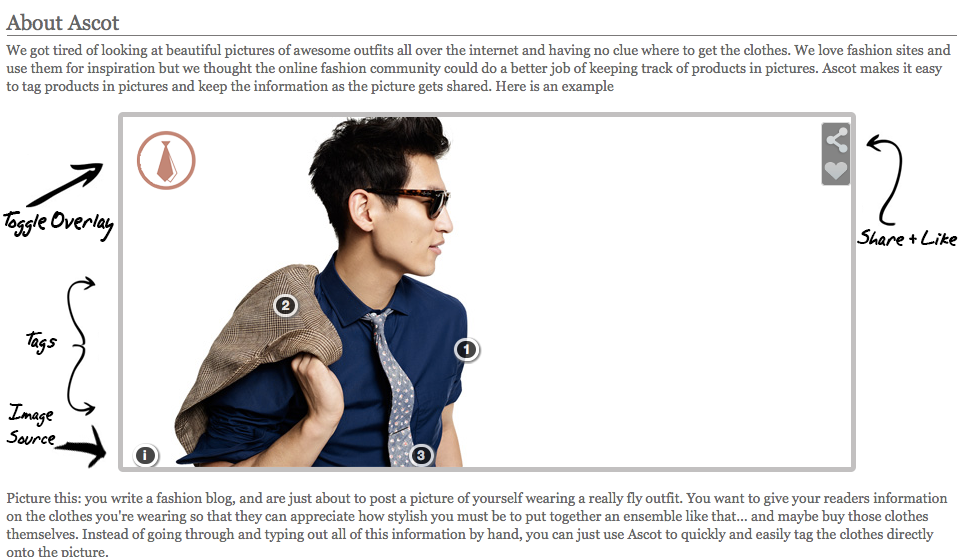 About Ascot
We got tired of looking at beautiful pictures of awesome outfits all over the internet and having no clue where to get the clothes. We love fashion sites and
use them for inspiration but we thought the online fashion community could do a better job of keeping track of products in pictures. Ascot makes it easy
to tag products in pictures and keep the information as the picture gets shared. Here is an example
Toggle Overlay
Share + Like
2
Tags
1
Image
Source
i
3
Picture this: you write a fashion blog, and are just about to post a picture of yourself wearing a really fly outfit. You want to give your readers information
on the clothes you're wearing so that they can appreciate how stylish you must be to put together an ensemble like that... and maybe buy those clothes
themselves. Instead of going through and typing out all of this information by hand, you can just use Ascot to quickly and easily tag the clothes directly
onto the picture.